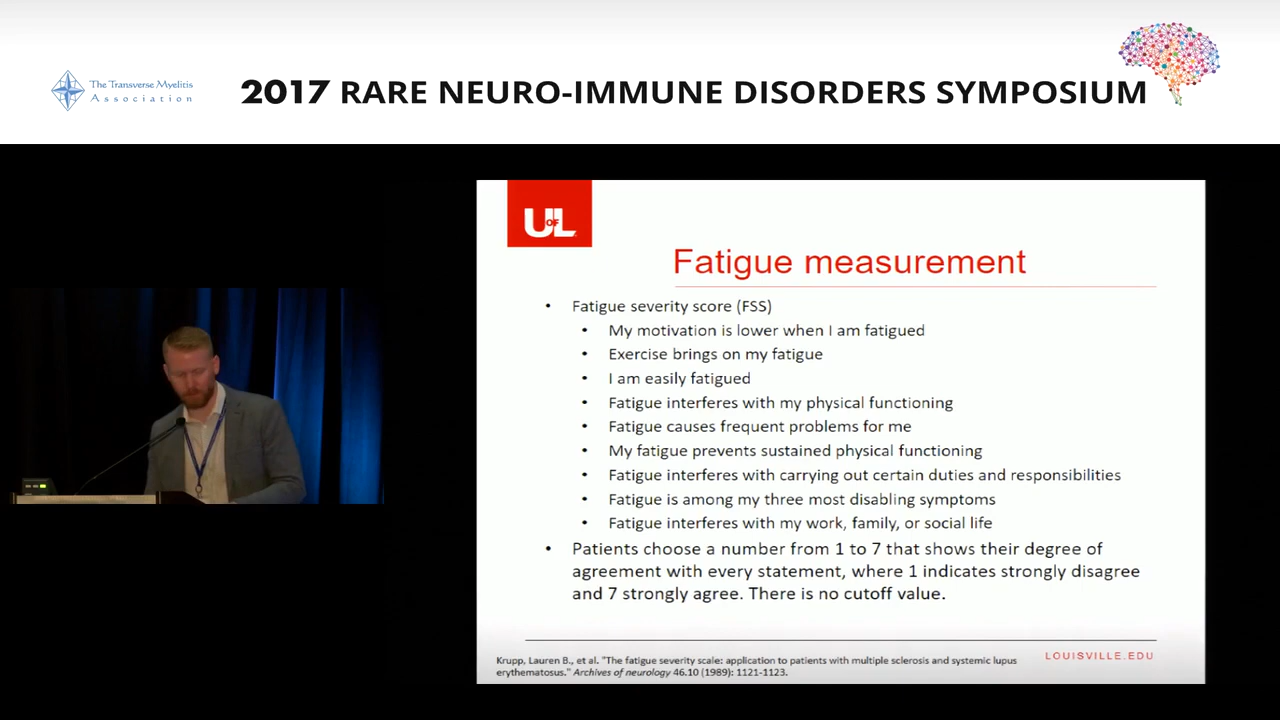 The Transverse Myelitis
Association
2017 RARE NEURO-IMMUNE DISORDERS SYMPOSIUM
UofL
Fatigue measurement
• Fatigue severity score (FSS)
• My motivation is lower when I am fatigued
• Exercise brings on my fatigue
• I am easily fatigued
• Fatigue interferes with my physical functioning
• Fatigue causes frequent problems for me
• My fatigue prevents sustained physical functioning
• Fatigue interferes with carrying out certain duties and responsibilities
• Fatigue is among my three most disabling symptoms
• Fatigue interferes with my work, family, or social life
• Patients choose a number from 1 to 7 that shows their degree of
agreement with every statement, where 1 indicates strongly disagree
and 7 strongly agree. There is no cutoff value.
Krupp, Lauren B., et al. "The fatigue severity scale: application to patients with multiple sclerosis and systemic lupus
erythematosus." Archives of neurology 46.10 (1989): 1121-1123.
LOUISVILLE.EDU